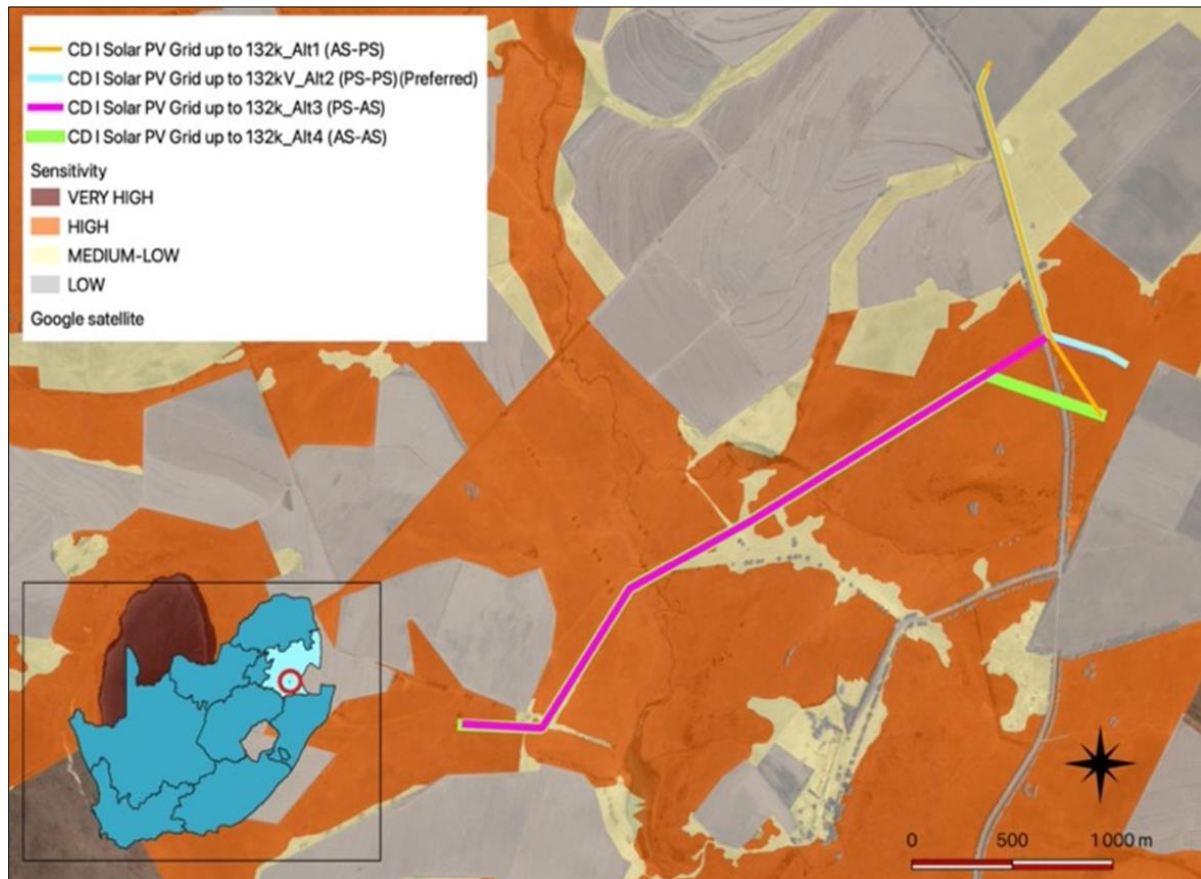 CD I Solar PV Grid up to 132k_Alt1 (AS-PS)
CD I Solar PV Grid up to 132kV_Alt2 (PS-PS)(Preferred)
CD I Solar PV Grid up to 132k_Alt3 (PS-AS)
CD I Solar PV Grid up to 132k_Alt4 (AS-AS)
Sensitivity
VERY HIGH
HIGH
MEDIUM-LOW
LOW
Google satellite
0 500 1 000 m